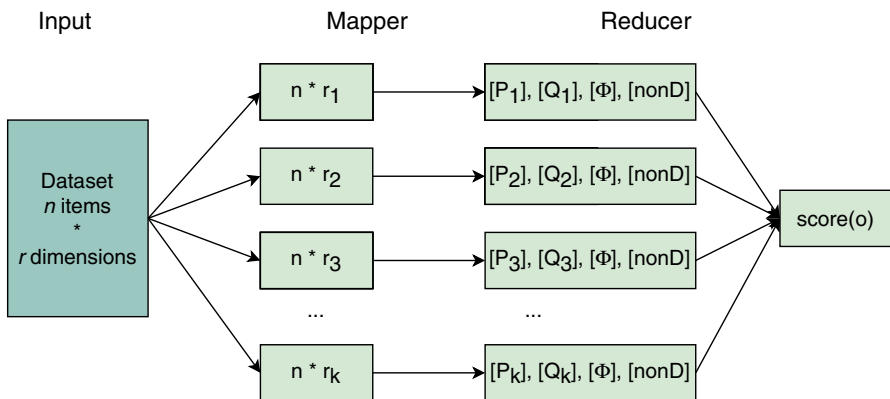 Input Mapper Reducer
Dataset
n items
*
r dimensions
n * r₁
[P₁], [Q₁], [Φ], [nonD]
n * r₂
[P₂], [Q₂], [Φ], [nonD]
n * r₃
[P₃], [Q₃], [Φ], [nonD]
... ...
n * rₖ
[Pₖ], [Qₖ], [Φ], [nonD]
score(o)